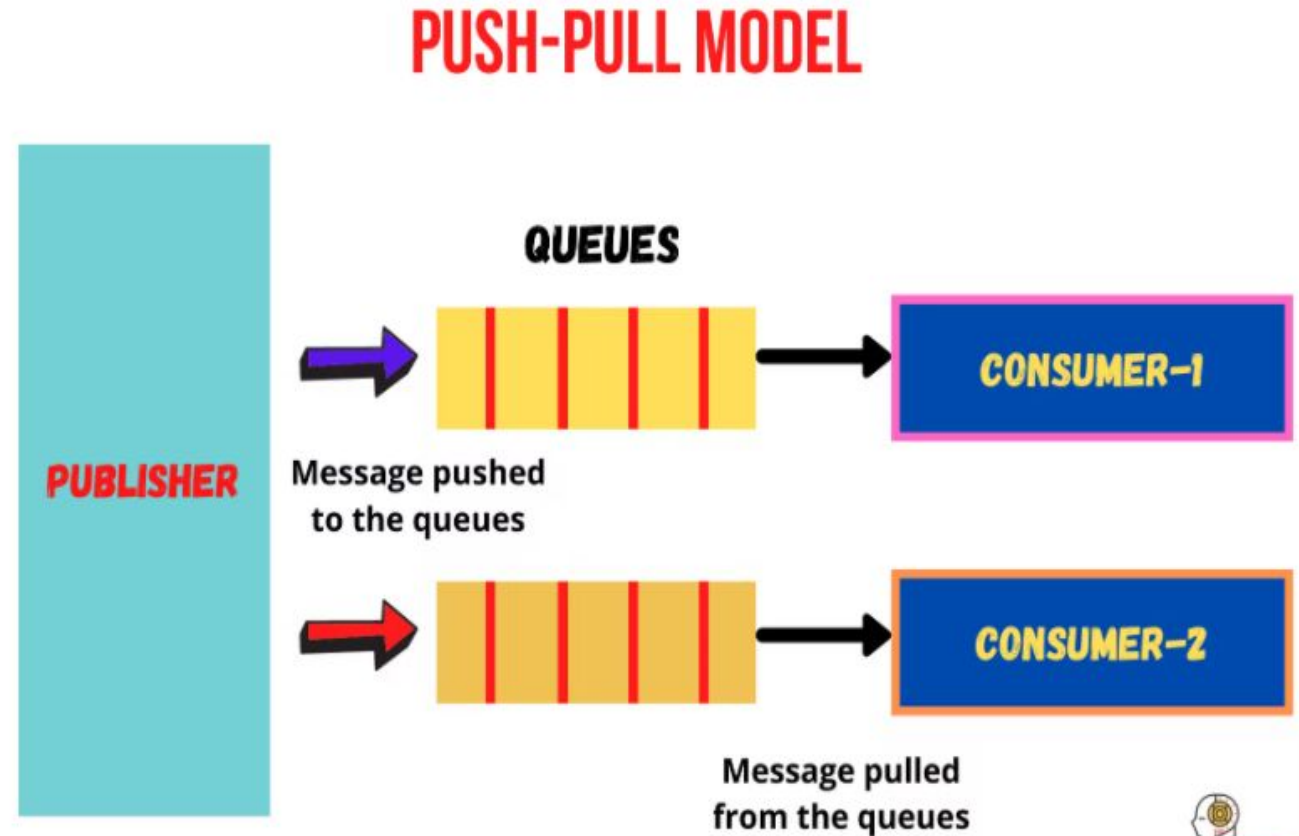 PUSH-PULL MODEL
QUEUES
CONSUMER-1
PUBLISHER
Message pushed
to the queues
CONSUMER-2
Message pulled
from the queues